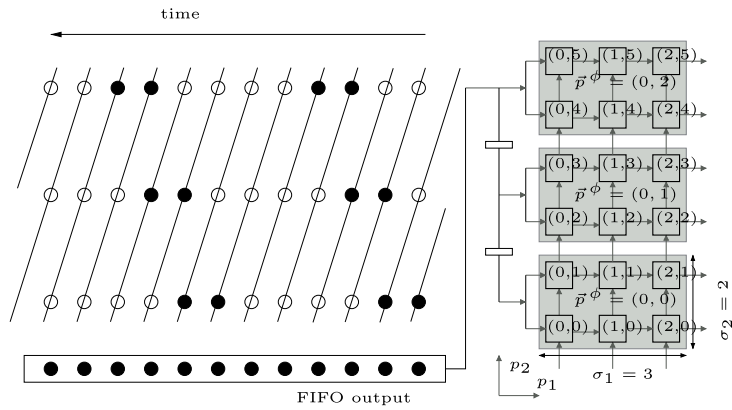 time
(0,5) (1,5) (2,5)
p⃗ ϕ = (0, 2)
(0,4) (1,4) (2,4)
(0,3) (1,3) (2,3)
p⃗ ϕ = (0, 1)
(0,2) (1,2) (2,2)
(0,1) (1,1) (2,1)
p⃗ ϕ = (0, 0)
(0,0) (1,0) (2,0)
σ2 = 2
p2
p1
σ1 = 3
FIFO output